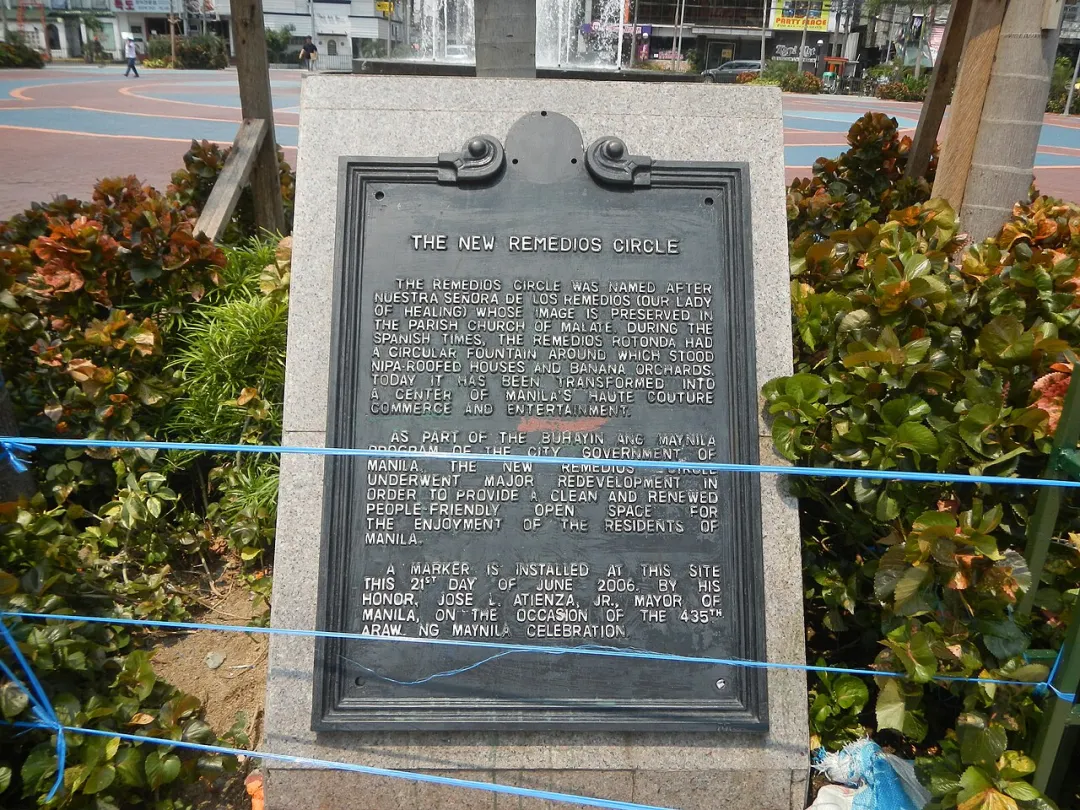 PARTY PLACE
THE NEW REMEDIOS CIRCLE
THE REMEDIOS CIRCLE WAS NAMED AFTER
NUESTRA SEÑORA DE LOS REMEDIOS (OUR LADY
OF HEALING) WHOSE IMAGE IS PRESERVED IN
THE PARISH CHURCH OF MALATE. DURING THE
SPANISH TIMES, THE REMEDIOS ROTONDA HAD
A CIRCULAR FOUNTAIN AROUND WHICH STOOD
NIPA-ROOFED HOUSES AND BANANA ORCHARDS.
TODAY IT HAS BEEN TRANSFORMED INTO
A CENTER OF MANILA'S HAUTE COUTURE
COMMERCE AND ENTERTAINMENT.
AS PART OF THE BUHAYIN ANG MAYNILA
PROGRAM OF THE CITY GOVERNMENT OF
MANILA, THE NEW REMEDIOS CIRCLE
UNDERWENT MAJOR REDEVELOPMENT IN
ORDER TO PROVIDE A CLEAN AND RENEWED
PEOPLE-FRIENDLY OPEN SPACE FOR
THE ENJOYMENT OF THE RESIDENTS OF
MANILA.
A MARKER IS INSTALLED AT THIS SITE
THIS 21ST DAY OF JUNE 2006 BY HIS
HONOR, JOSE L. ATIENZA, JR., MAYOR OF
MANILA, ON THE OCCASION OF THE 435TH
ARAW NG MAYNILA CELEBRATION.